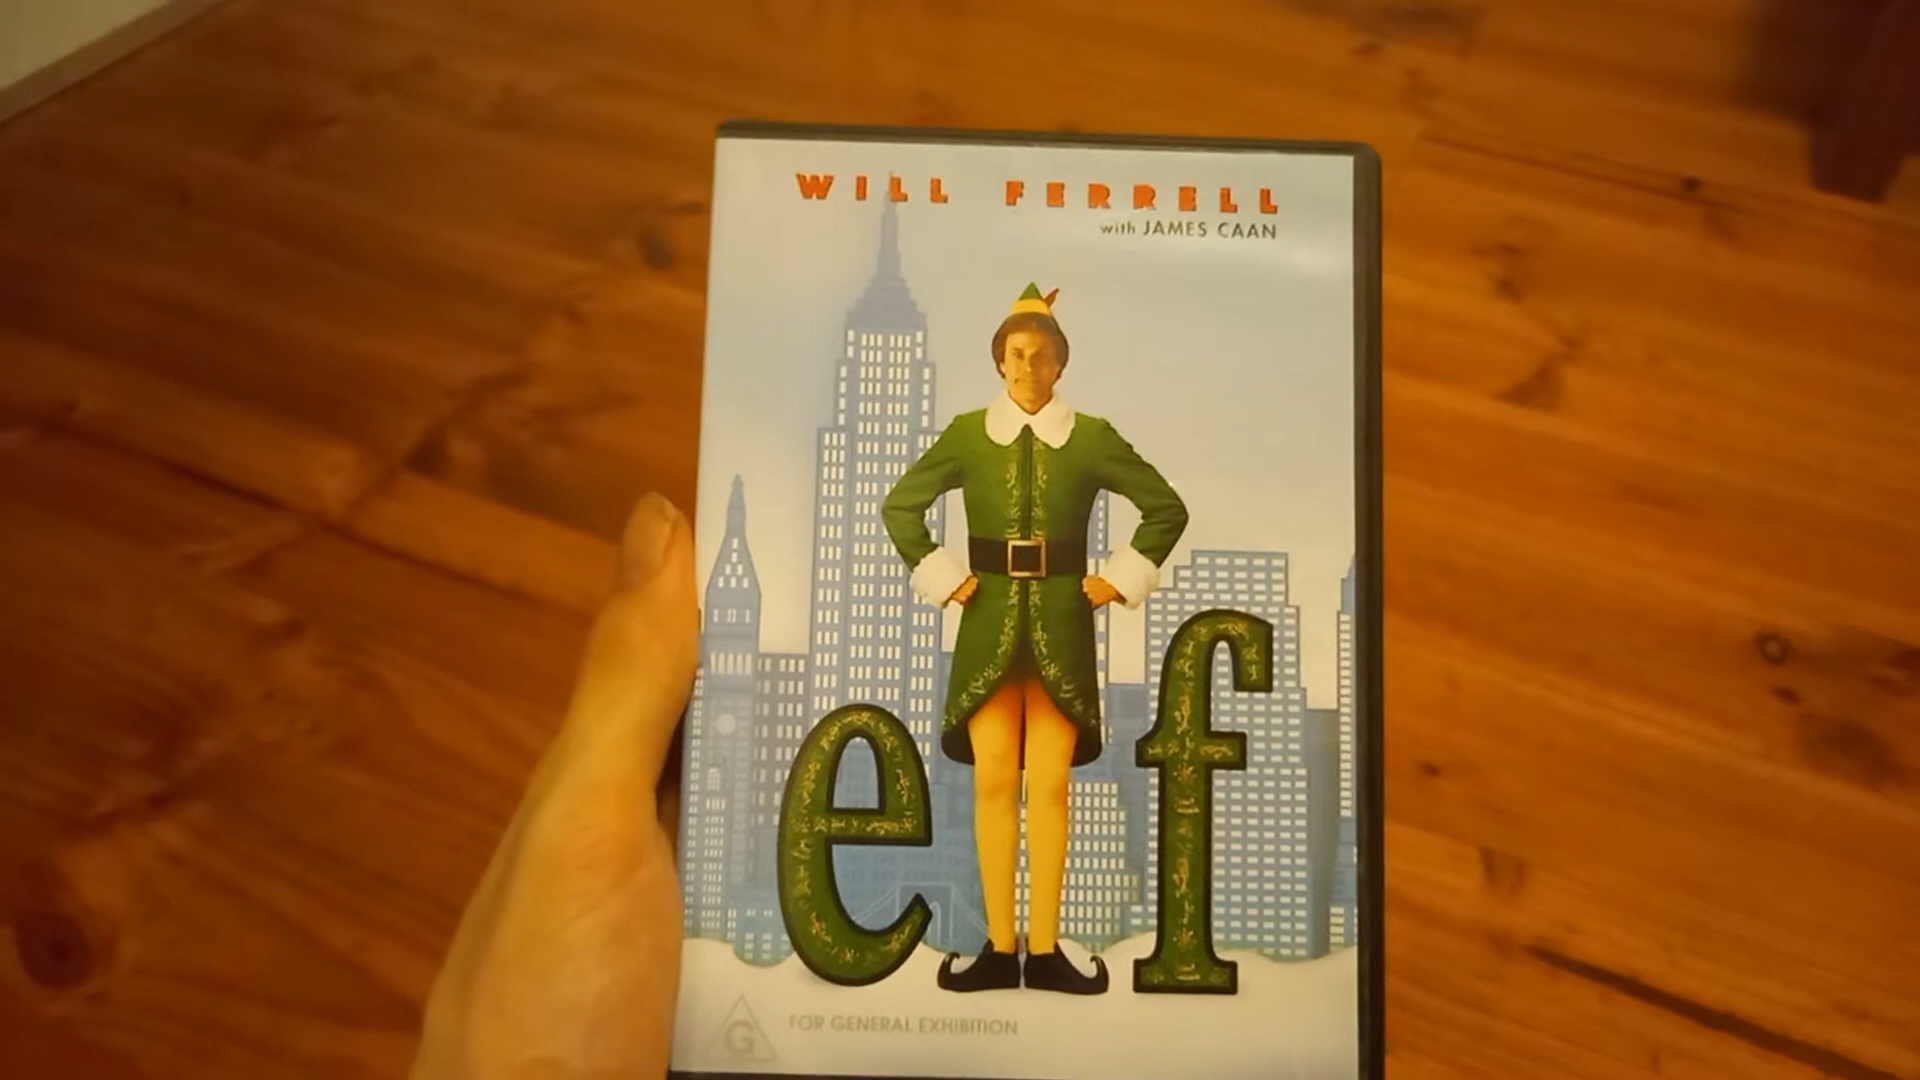 WILL FERRELL
with JAMES CAAN
elf
G
FOR GENERAL EXHIBITION